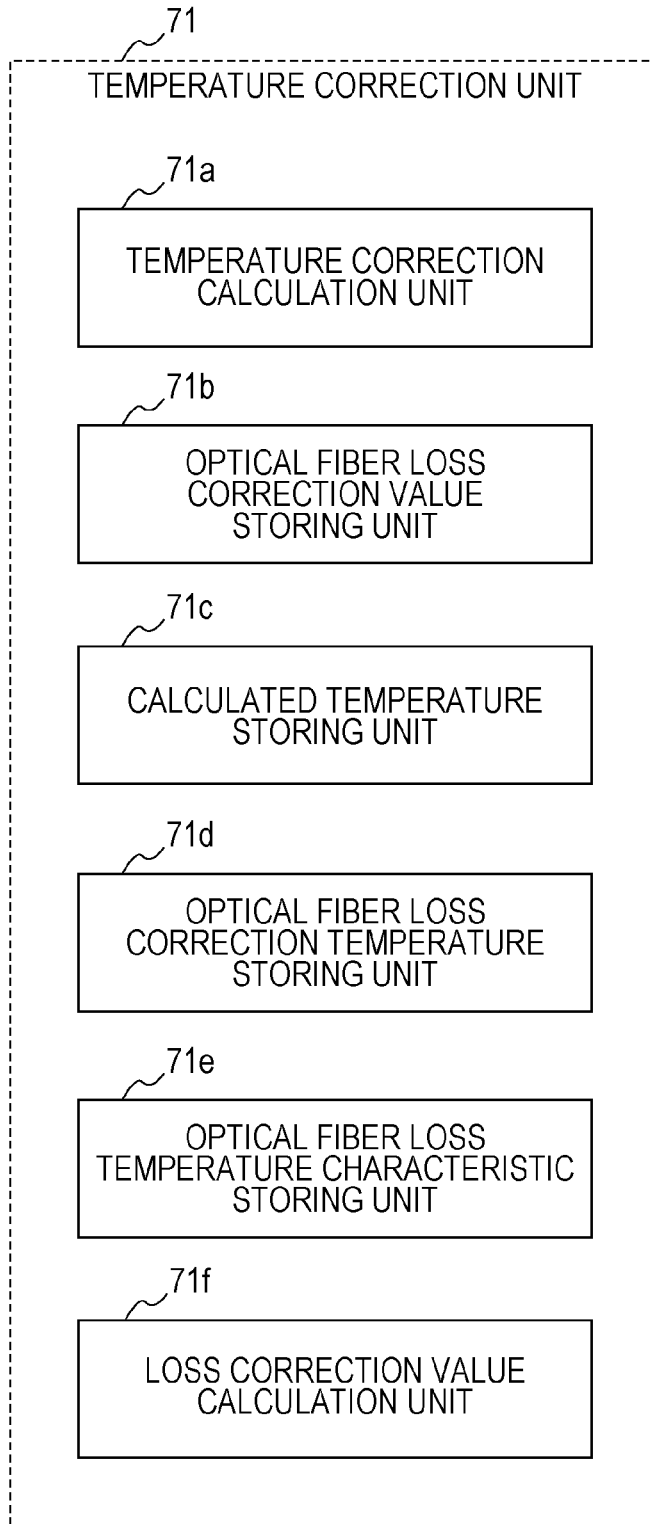 71
TEMPERATURE CORRECTION UNIT
71a
TEMPERATURE CORRECTION
CALCULATION UNIT
71b
OPTICAL FIBER LOSS
CORRECTION VALUE
STORING UNIT
71c
CALCULATED TEMPERATURE
STORING UNIT
71d
OPTICAL FIBER LOSS
CORRECTION TEMPERATURE
STORING UNIT
71e
OPTICAL FIBER LOSS
TEMPERATURE CHARACTERISTIC
STORING UNIT
71f
LOSS CORRECTION VALUE
CALCULATION UNIT